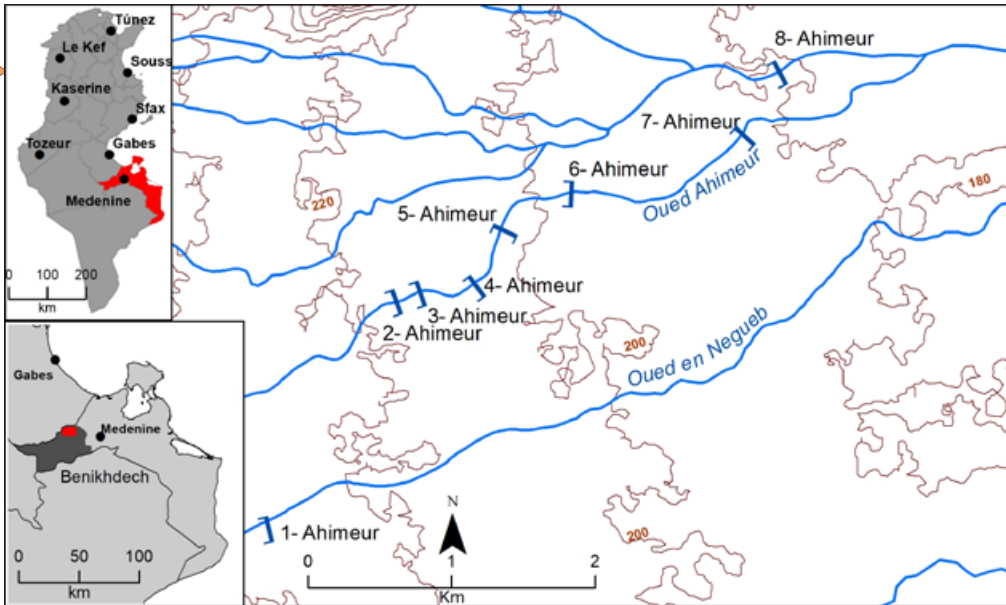 Túnez
Le Kef
Souss
Kaserine
Sfax
Tozeur
Gabes
Medenine
0 100 200
km
Gabes
Medenine
Benikhdech
0 50 100
km
8- Ahimeur
7- Ahimeur
6- Ahimeur
Oued Ahimeur
180
220
5- Ahimeur
4- Ahimeur
3- Ahimeur
2- Ahimeur
200
Oued en Negueb
1- Ahimeur
200
N
0 1 2
Km